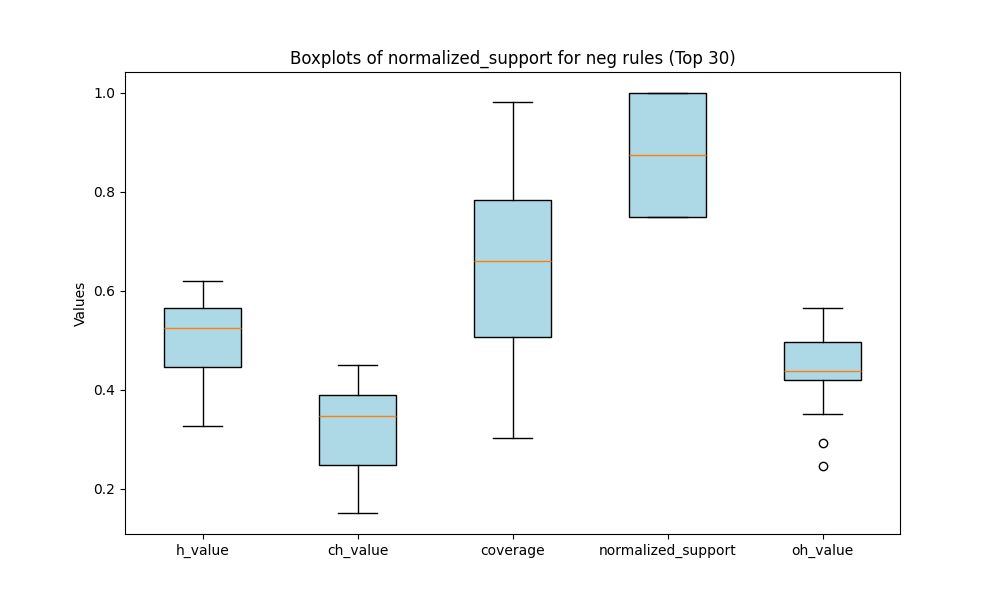 Boxplots of normalized_support for neg rules (Top 30)
1.0
0.8
0.6
0.4
0.2
Values
h_value
ch_value
coverage
normalized_support
oh_value